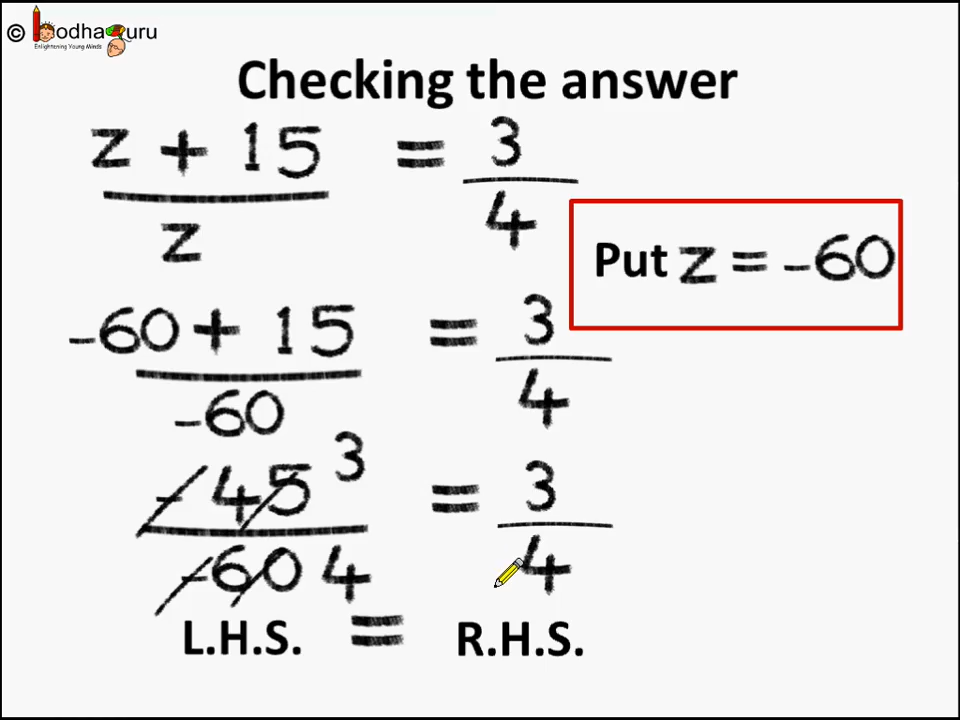 © BodhaGuru
Enlightening Young Minds
Checking the answer
z + 15 = 3
z 4
Put z = -60
-60 + 15 = 3
-60 4
-45 3 = 3
-60 4 4
L.H.S. = R.H.S.